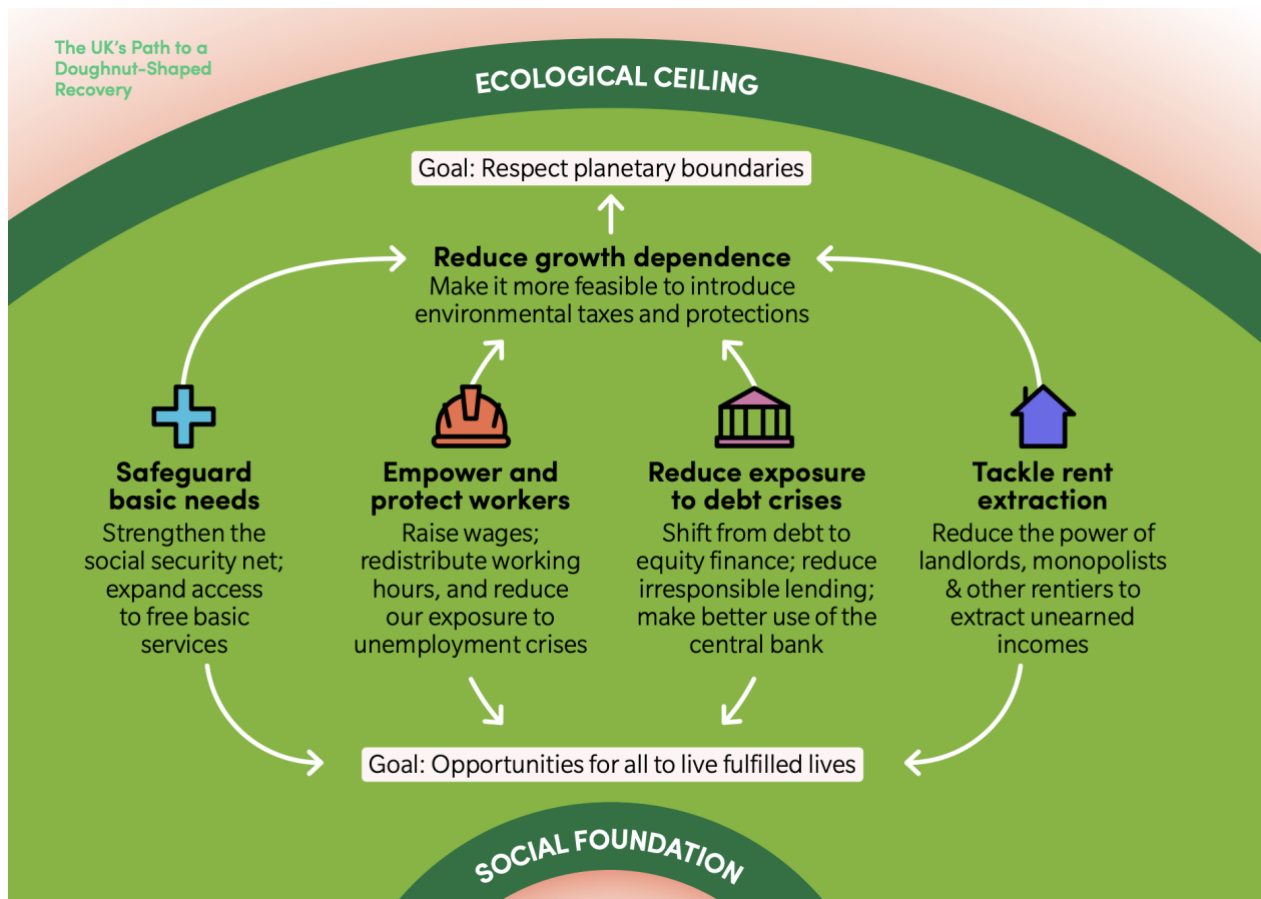 The UK's Path to a
Doughnut-Shaped
Recovery
ECOLOGICAL CEILING
Goal: Respect planetary boundaries
Reduce growth dependence
Make it more feasible to introduce
environmental taxes and protections
Safeguard
basic needs
Strengthen the
social security net;
expand access
to free basic
services
Empower and
protect workers
Raise wages;
redistribute working
hours, and reduce
our exposure to
unemployment crises
Reduce exposure
to debt crises
Shift from debt to
equity finance; reduce
irresponsible lending;
make better use of the
central bank
Tackle rent
extraction
Reduce the power of
landlords, monopolists
& other rentiers to
extract unearned
incomes
Goal: Opportunities for all to live fulfilled lives
SOCIAL FOUNDATION